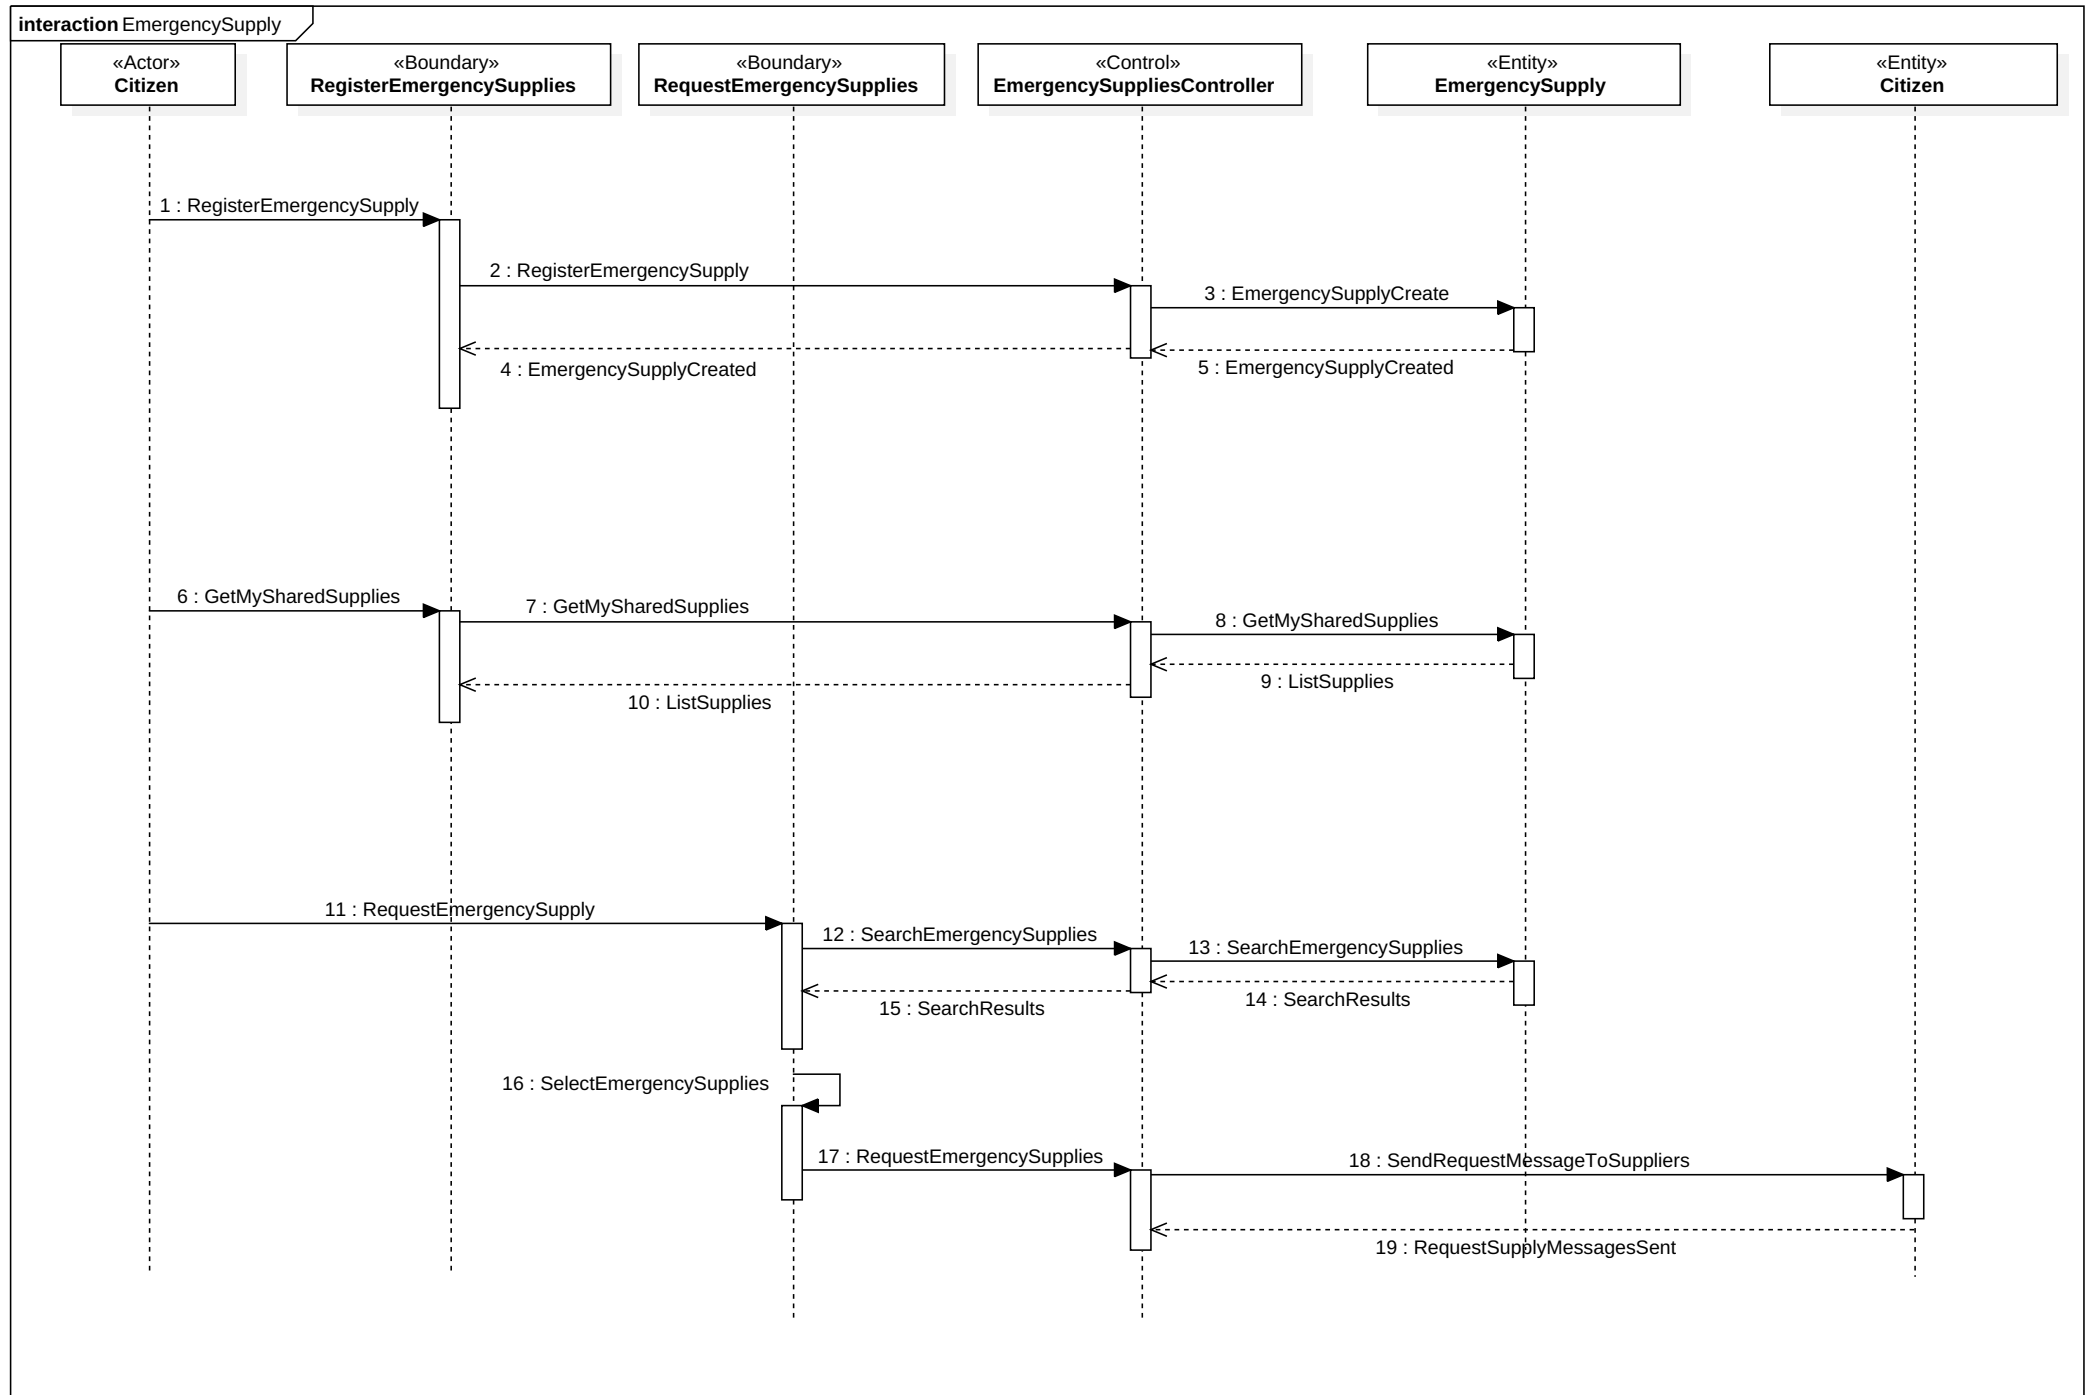 interaction EmergencySupply
«Actor»
Citizen
«Boundary»
RegisterEmergencySupplies
«Boundary»
RequestEmergencySupplies
«Control»
EmergencySuppliesController
«Entity»
EmergencySupply
«Entity»
Citizen
1 : RegisterEmergencySupply
2 : RegisterEmergencySupply
3 : EmergencySupplyCreate
4 : EmergencySupplyCreated
5 : EmergencySupplyCreated
6 : GetMySharedSupplies
7 : GetMySharedSupplies
8 : GetMySharedSupplies
9 : ListSupplies
10 : ListSupplies
11 : RequestEmergencySupply
12 : SearchEmergencySupplies
13 : SearchEmergencySupplies
14 : SearchResults
15 : SearchResults
16 : SelectEmergencySupplies
17 : RequestEmergencySupplies
18 : SendRequestMessageToSuppliers
19 : RequestSupplyMessagesSent